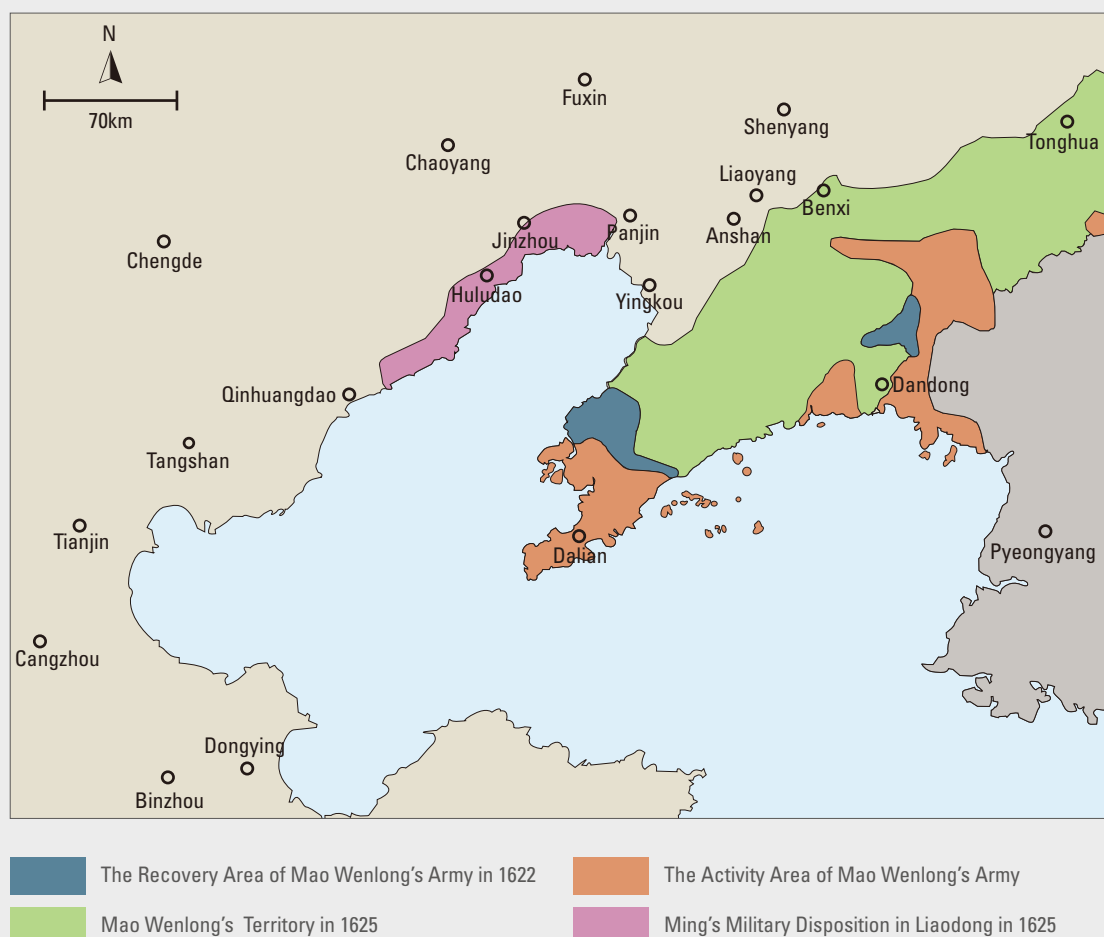 N
70km
Fuxin
Shenyang
Tonghua
Chaoyang
Liaoyang
Benxi
Jinzhou
Panjin
Anshan
Chengde
Huludao
Yingkou
Qinhuangdao
Dandong
Tangshan
Tianjin
Dalian
Pyeongyang
Cangzhou
Dongying
Binzhou
The Recovery Area of Mao Wenlong's Army in 1622
The Activity Area of Mao Wenlong's Army
Mao Wenlong's Territory in 1625
Ming's Military Disposition in Liaodong in 1625